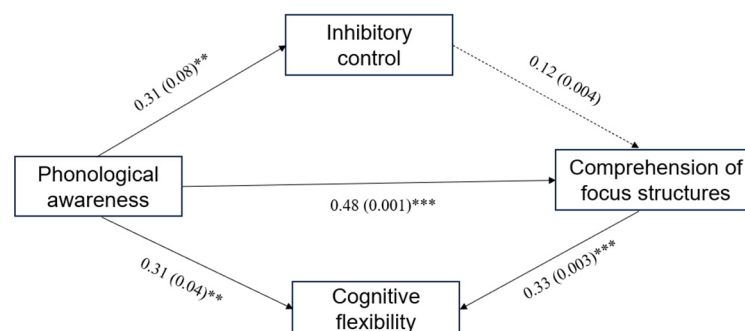 Inhibitory
control
0.31 (0.08)**
0.12 (0.004)
Phonological
awareness
Comprehension of
focus structures
0.48 (0.001)***
0.31 (0.04)**
0.33 (0.003)***
Cognitive
flexibility